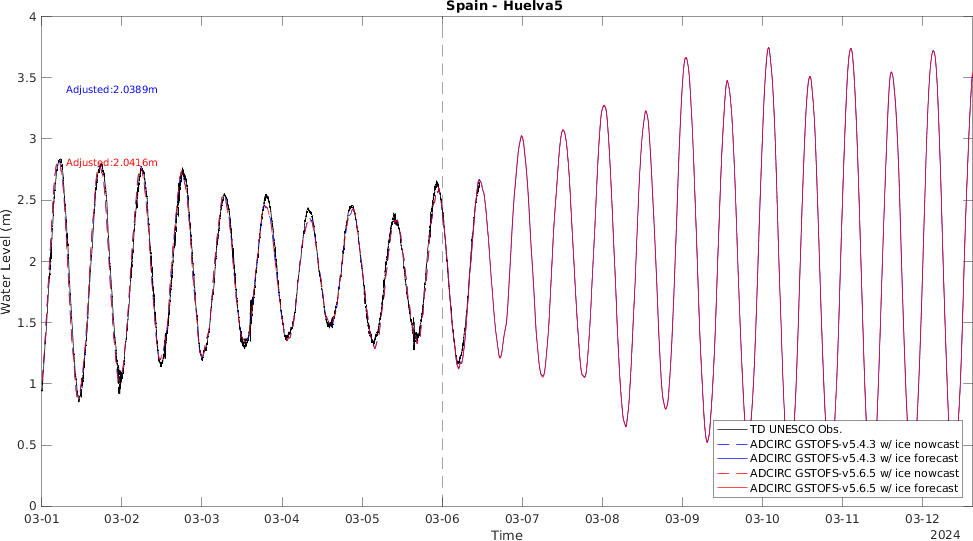 Spain - Huelva5
4
3.5
3
2.5
2
1.5
1
0.5
0
Water Level (m)
Adjusted:2.0389m
Adjusted:2.0416m
TD UNESCO Obs.
ADCIRC GSTOFS-v5.4.3 w/ ice nowcast
ADCIRC GSTOFS-v5.4.3 w/ ice forecast
ADCIRC GSTOFS-v5.6.5 w/ ice nowcast
ADCIRC GSTOFS-v5.6.5 w/ ice forecast
03-01 03-02 03-03 03-04 03-05 03-06 03-07 03-08 03-09 03-10 03-11 03-12
Time
2024